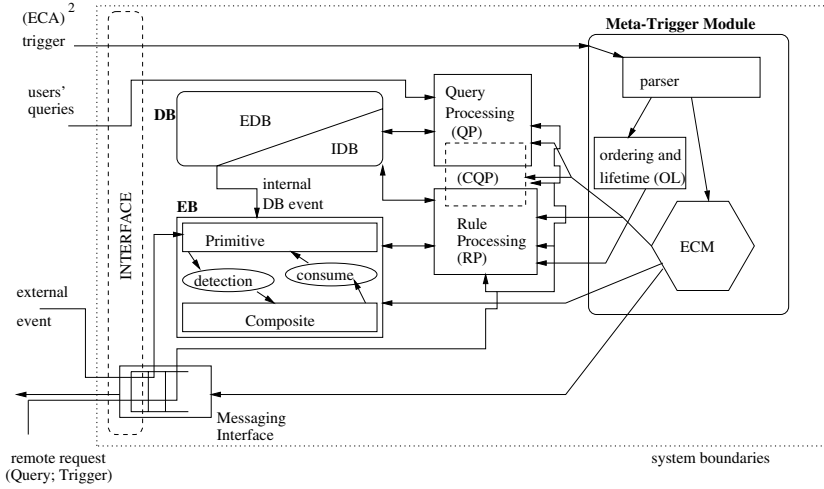 (ECA) 2
trigger
users'
queries
Meta-Trigger Module
parser
ordering and
lifetime (OL)
ECM
DB
EDB
IDB
Query
Processing
(QP)
(CQP)
Rule
Processing
(RP)
internal
DB event
EB
Primitive
detection
consume
Composite
INTERFACE
external
event
Messaging
Interface
remote request
(Query; Trigger)
system boundaries